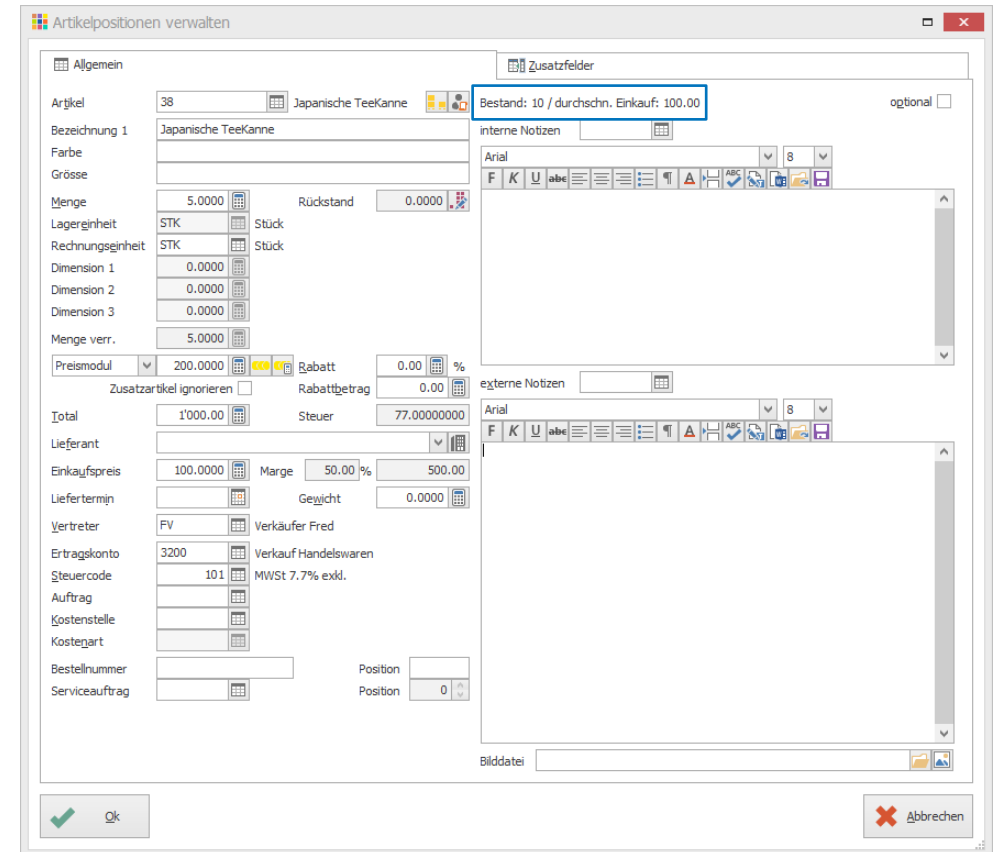 Artikelpositionen verwalten
Allgemein
Zusatzfelder
Artikel 38 Japanische TeeKanne Bestand: 10 / durchschn. Einkauf: 100.00 optional
Bezeichnung 1 Japanische TeeKanne interne Notizen
Farbe
Arial 8
Grösse
F K U abc ¶ A ABC
Menge 5.0000 Rückstand 0.0000
Lagereinheit STK Stück
Rechnungseinheit STK Stück
Dimension 1 0.0000
Dimension 2 0.0000
Dimension 3 0.0000
Menge verr. 5.0000
Preismodul 200.0000 Rabatt 0.00 %
Zusatzartikel ignorieren Rabattbetrag 0.00 externe Notizen
Total 1'000.00 Steuer 77.00000000 Arial 8
F K U abc ¶ A ABC
Lieferant
Einkaufspreis 100.0000 Marge 50.00 % 500.00
Liefertermin Gewicht 0.0000
Vertreter FV Verkäufer Fred
Ertragskonto 3200 Verkauf Handelswaren
Steuercode 101 MWSt 7.7% exkl.
Auftrag
Kostenstelle
Kostenart
Bestellnummer Position
Serviceauftrag Position 0
Bilddatei
Ok Abbrechen